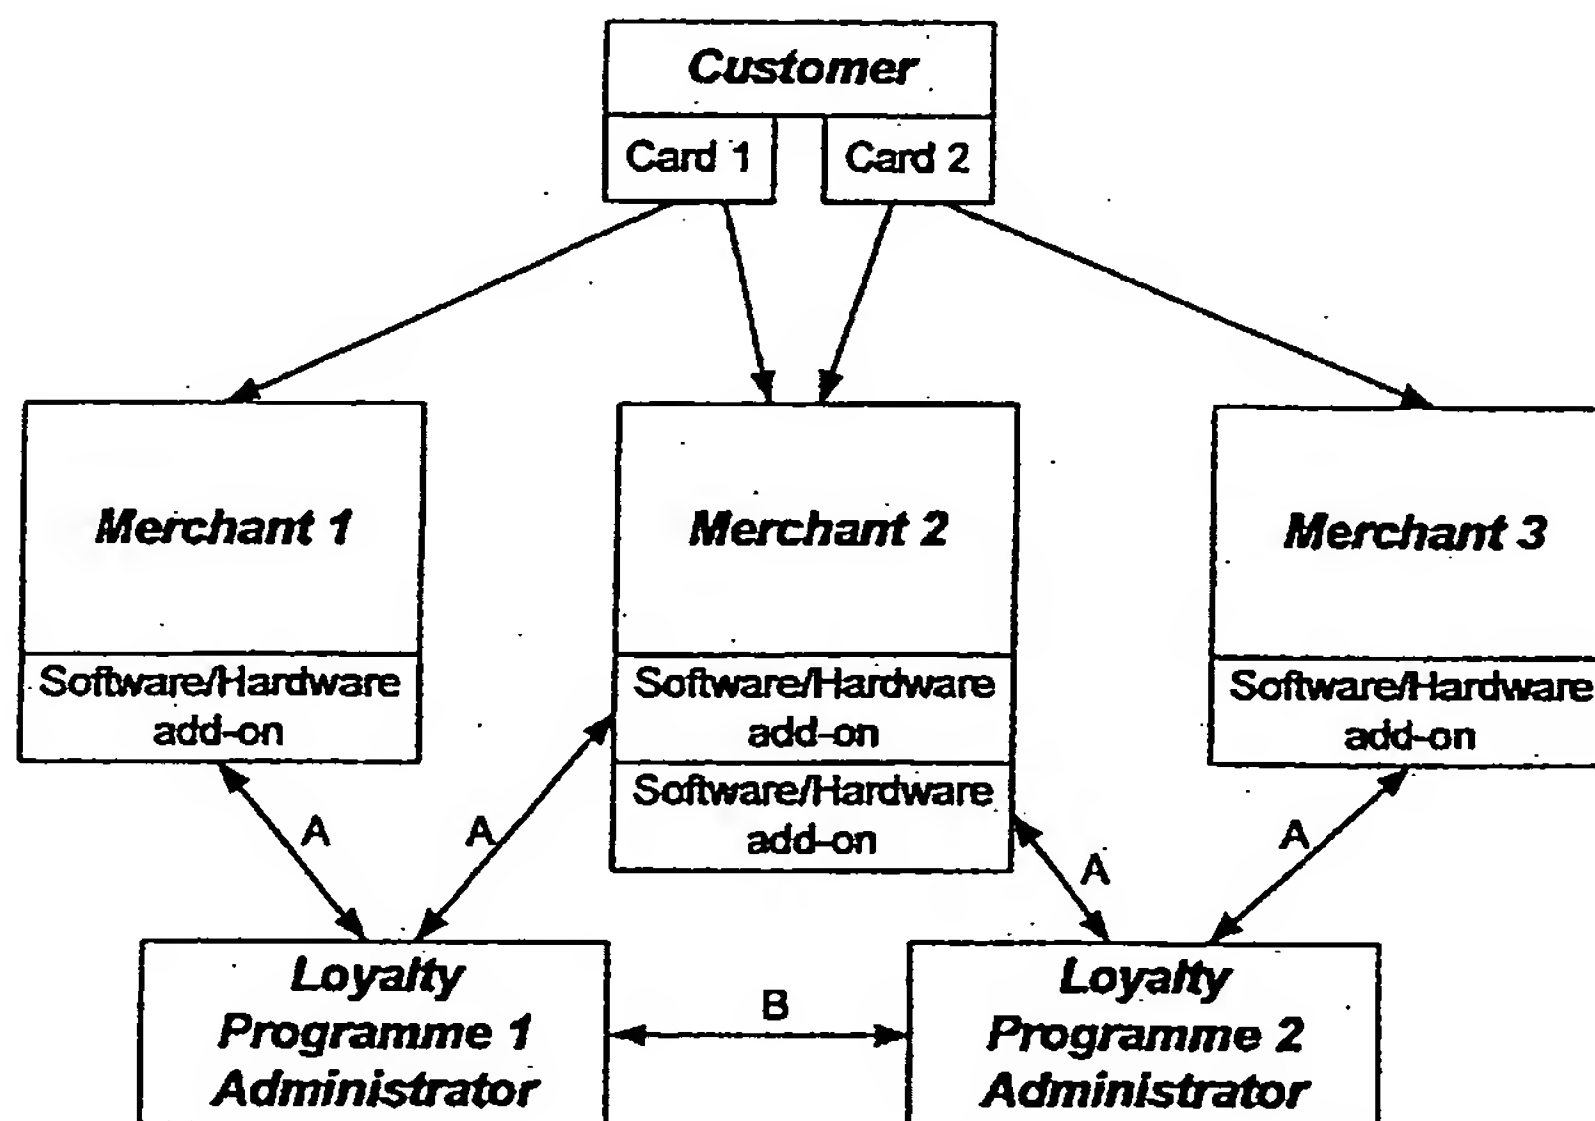 Customer
Card 1
Card 2
Merchant 1
Merchant 2
Merchant 3
Software/Hardware
add-on
Software/Hardware
add-on
Software/Hardware
add-on
Software/Hardware
add-on
A
A
A
A
Loyalty
Programme 1
Administrator
B
Loyalty
Programme 2
Administrator